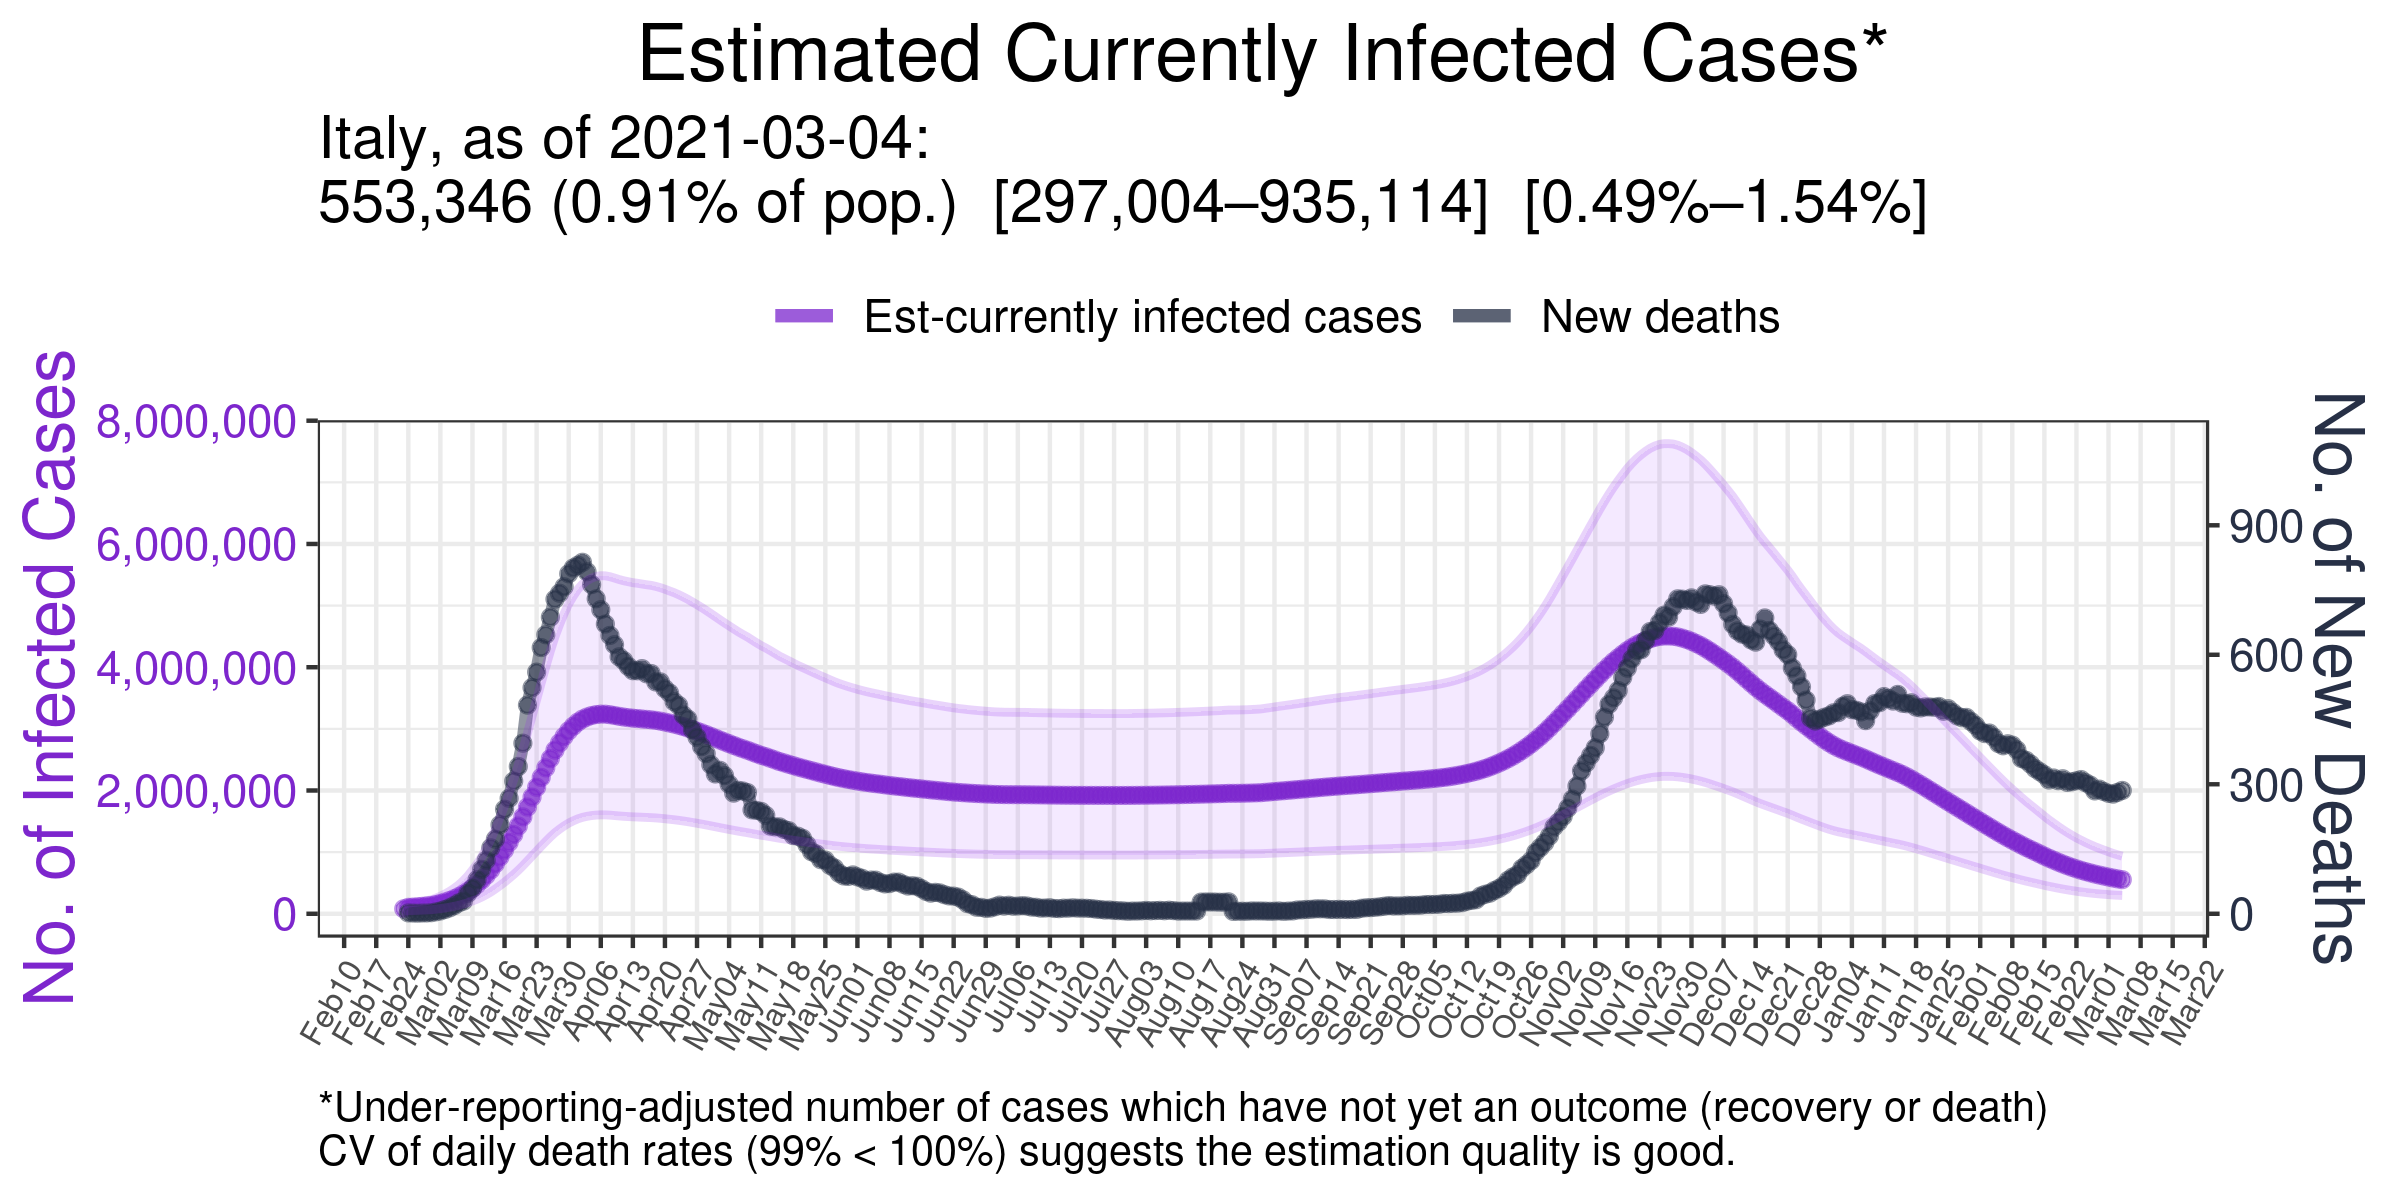 Estimated Currently Infected Cases*
Italy, as of 2021-03-04:
553,346 (0.91% of pop.) [297,004–935,114] [0.49%–1.54%]
Est-currently infected cases New deaths
No. of Infected Cases
8,000,000
6,000,000
4,000,000
2,000,000
0
900
600
300
0
No. of New Deaths
Feb10 Feb17 Feb24 Mar02 Mar09 Mar16 Mar23 Mar30 Apr06 Apr13 Apr20 Apr27 May04 May11 May18 May25 Jun01 Jun08 Jun15 Jun22 Jun29 Jul06 Jul13 Jul20 Jul27 Aug03 Aug10 Aug17 Aug24 Aug31 Sep07 Sep14 Sep21 Sep28 Oct05 Oct12 Oct19 Oct26 Nov02 Nov09 Nov16 Nov23 Nov30 Dec07 Dec14 Dec21 Dec28 Jan04 Jan11 Jan18 Jan25 Feb01 Feb08 Feb15 Feb22 Mar01 Mar08 Mar15 Mar22
*Under-reporting-adjusted number of cases which have not yet an outcome (recovery or death)
CV of daily death rates (99% < 100%) suggests the estimation quality is good.